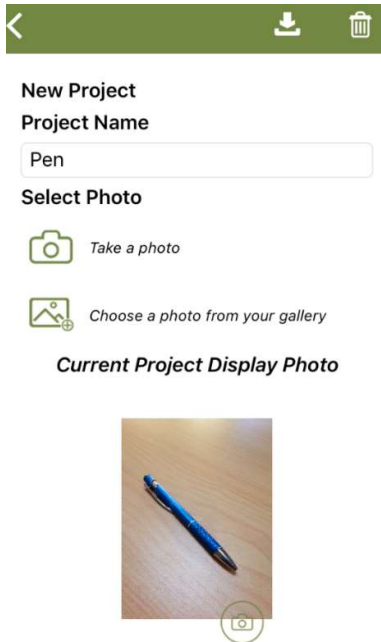 New Project
Project Name
Pen
Select Photo
Take a photo
Choose a photo from your gallery
Current Project Display Photo